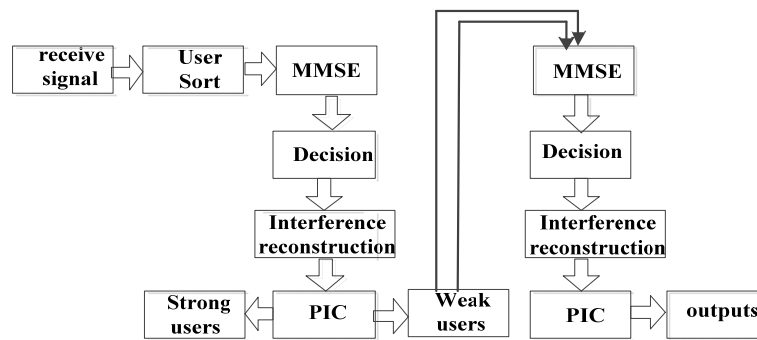 receive
signal
User
Sort
MMSE
Decision
Interference
reconstruction
PIC
Strong
users
Weak
users
MMSE
Decision
Interference
reconstruction
PIC
outputs